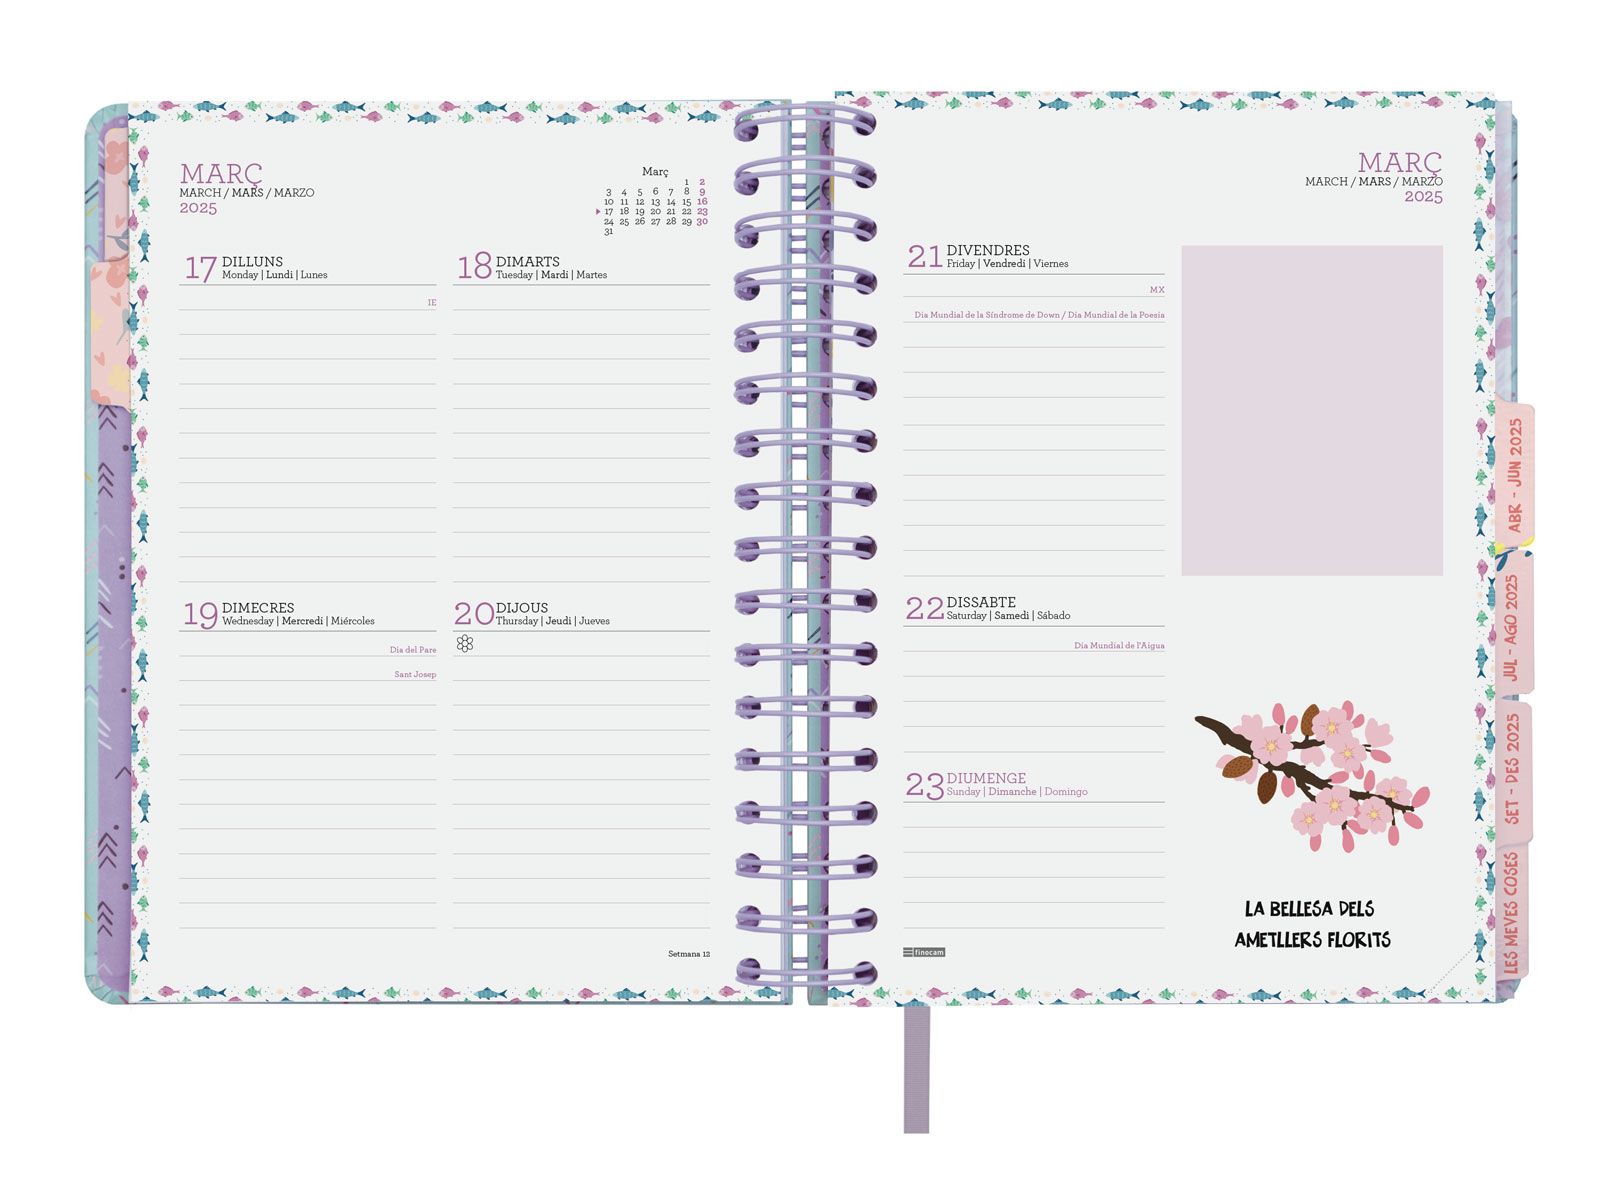 MARÇ
MARCH / MARS / MARZO
2025
Març
1 2
3 4 5 6 7 8 9
10 11 12 13 14 15 16
17 18 19 20 21 22 23
24 25 26 27 28 29 30
31
17 DILLUNS
Monday | Lundi | Lunes
IE
18 DIMARTS
Tuesday | Mardi | Martes
19 DIMECRES
Wednesday | Mercredi | Miércoles
Dia del Pare
Sant Josep
20 DIJOUS
Thursday | Jeudi | Jueves
Setmana 12
MARÇ
MARCH / MARS / MARZO
2025
21 DIVENDRES
Friday | Vendredi | Viernes
MX
Dia Mundial de la Síndrome de Down / Dia Mundial de la Poesia
22 DISSABTE
Saturday | Samedi | Sábado
Dia Mundial de l'Aigua
23 DIUMENGE
Sunday | Dimanche | Domingo
finocam
LA BELLESA DELS
AMETLLERS FLORITS
ABR - JUN 2025
JUL - AGO 2025
SET - DES 2025
LES MEVES COSES